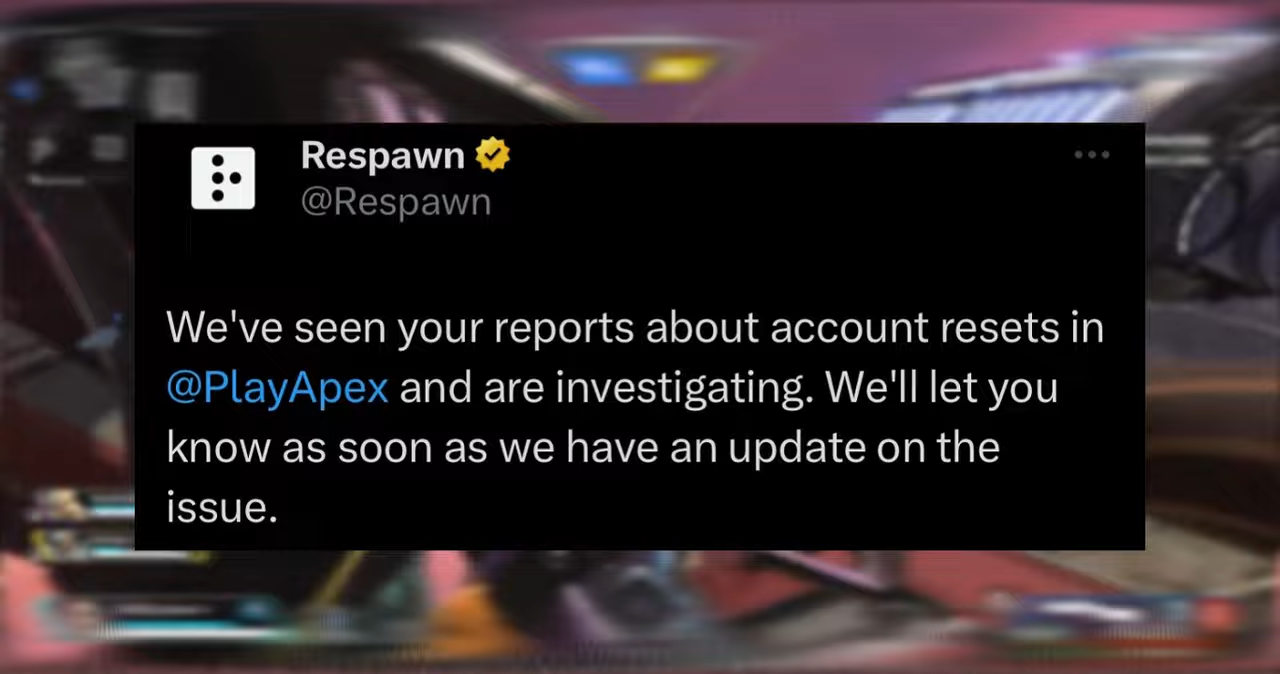 Respawn
@Respawn
We've seen your reports about account resets in
@PlayApex and are investigating. We'll let you
know as soon as we have an update on the
issue.